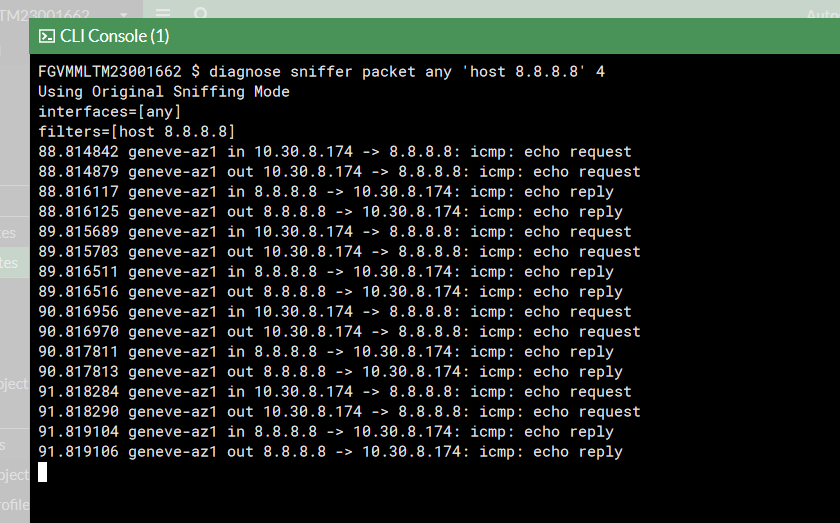 TM23001662
Auto
CLI Console (1)
FGVMMLTM23001662 $ diagnose sniffer packet any 'host 8.8.8.8' 4
Using Original Sniffing Mode
interfaces=[any]
filters=[host 8.8.8.8]
88.814842 geneve-az1 in 10.30.8.174 -> 8.8.8.8: icmp: echo request
88.814879 geneve-az1 out 10.30.8.174 -> 8.8.8.8: icmp: echo request
88.816117 geneve-az1 in 8.8.8.8 -> 10.30.8.174: icmp: echo reply
88.816125 geneve-az1 out 8.8.8.8 -> 10.30.8.174: icmp: echo reply
89.815689 geneve-az1 in 10.30.8.174 -> 8.8.8.8: icmp: echo request
89.815703 geneve-az1 out 10.30.8.174 -> 8.8.8.8: icmp: echo request
89.816511 geneve-az1 in 8.8.8.8 -> 10.30.8.174: icmp: echo reply
89.816516 geneve-az1 out 8.8.8.8 -> 10.30.8.174: icmp: echo reply
90.816956 geneve-az1 in 10.30.8.174 -> 8.8.8.8: icmp: echo request
90.816970 geneve-az1 out 10.30.8.174 -> 8.8.8.8: icmp: echo request
90.817811 geneve-az1 in 8.8.8.8 -> 10.30.8.174: icmp: echo reply
90.817813 geneve-az1 out 8.8.8.8 -> 10.30.8.174: icmp: echo reply
91.818284 geneve-az1 in 10.30.8.174 -> 8.8.8.8: icmp: echo request
91.818290 geneve-az1 out 10.30.8.174 -> 8.8.8.8: icmp: echo request
91.819104 geneve-az1 in 8.8.8.8 -> 10.30.8.174: icmp: echo reply
91.819106 geneve-az1 out 8.8.8.8 -> 10.30.8.174: icmp: echo reply
tes
tes
bject
s
bject
rofile